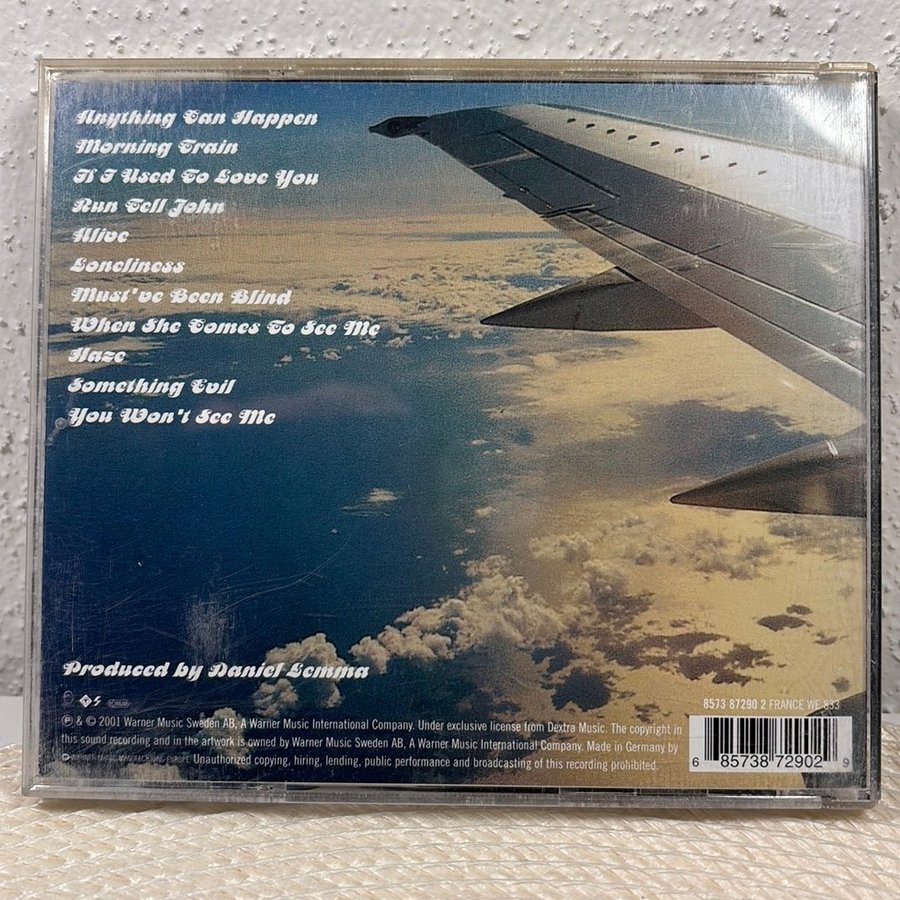 Anything Can Happen
Morning Train
If I Used To Love You
Run Tell John
Alive
Loneliness
Must've Been Blind
When She Comes To See Me
Haze
Something Evil
You Won't See Me
Produced by Daniel Lemma
8573 87290 2 FRANCE WE 833
℗ & © 2001 Warner Music Sweden AB, A Warner Music International Company. Under exclusive license from Dextra Music. The copyright in
this sound recording and in the artwork is owned by Warner Music Sweden AB, A Warner Music International Company. Made in Germany by
WARNER MUSIC MANUFACTURING EUROPE Unauthorized copying, hiring, lending, public performance and broadcasting of this recording prohibited.
6 85738 72902 9